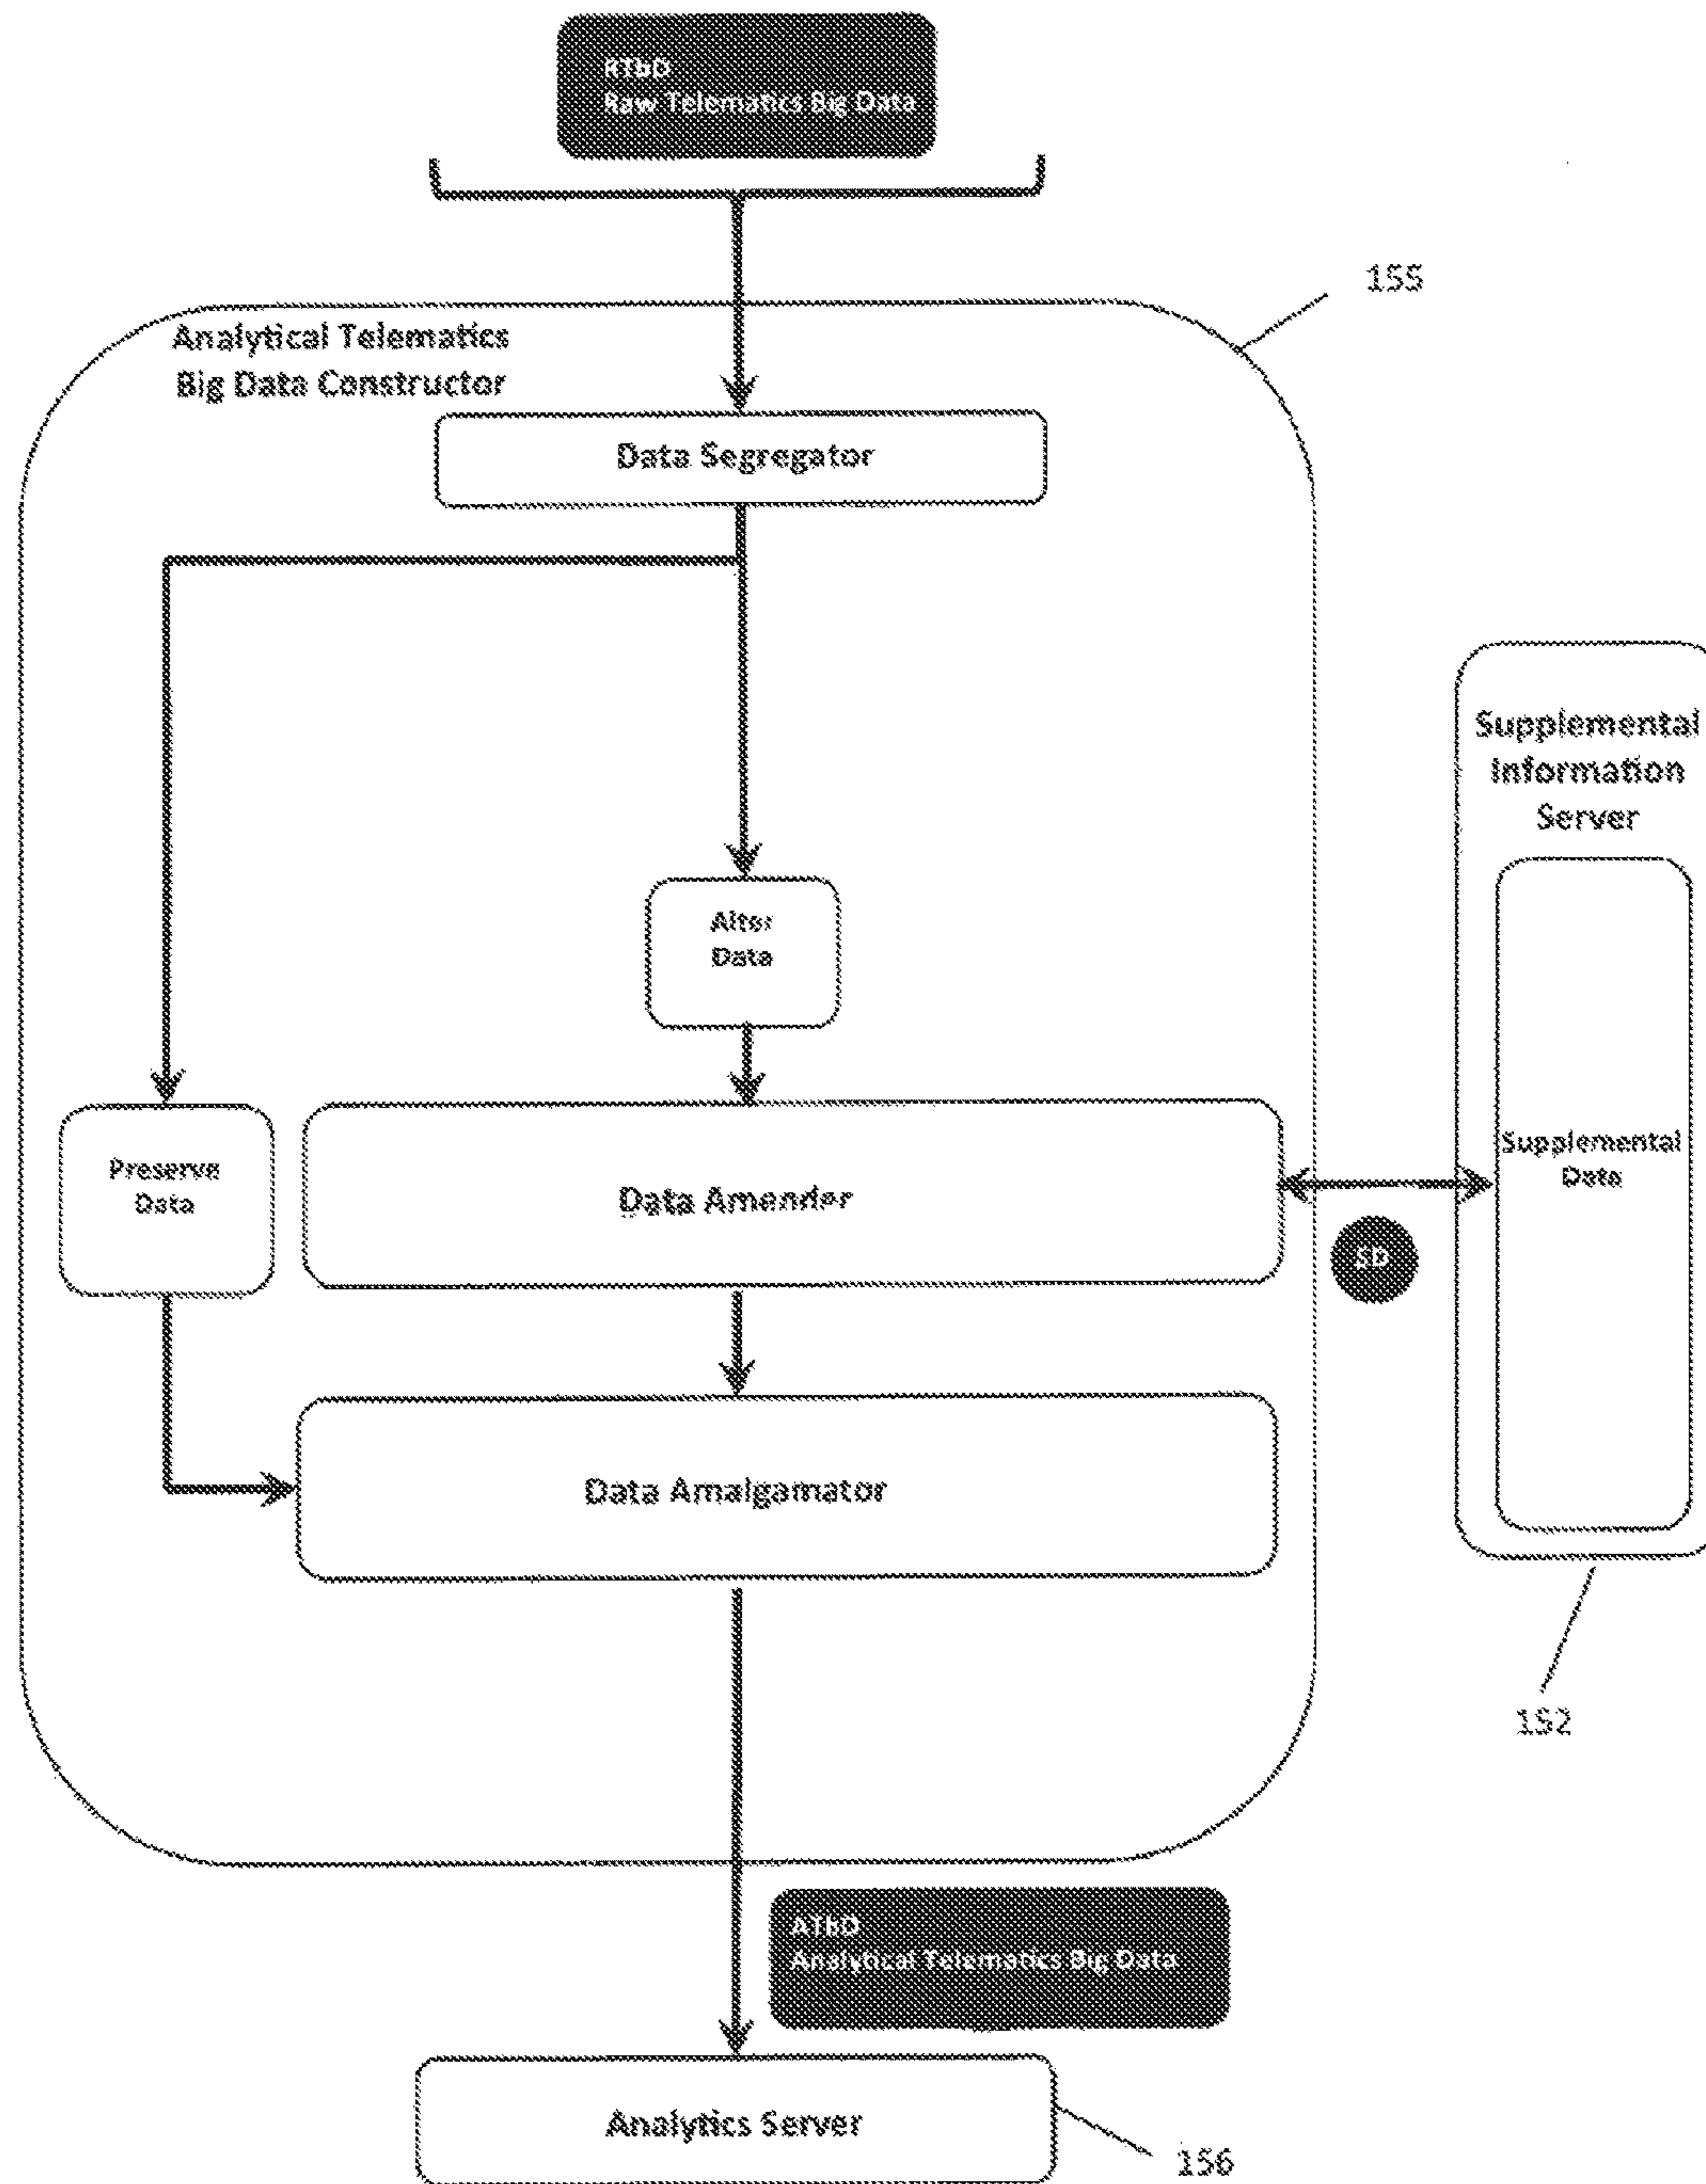 RTbD
Raw Telematics Big Data
155
Analytical Telematics
Big Data Constructor
Data Segregator
Supplemental
Information
Server
Alter
Data
Preserve
Data
Data Amender
Supplemental
Data
SD
Data Amalgamator
152
ATbD
Analytical Telematics Big Data
Analytics Server
156